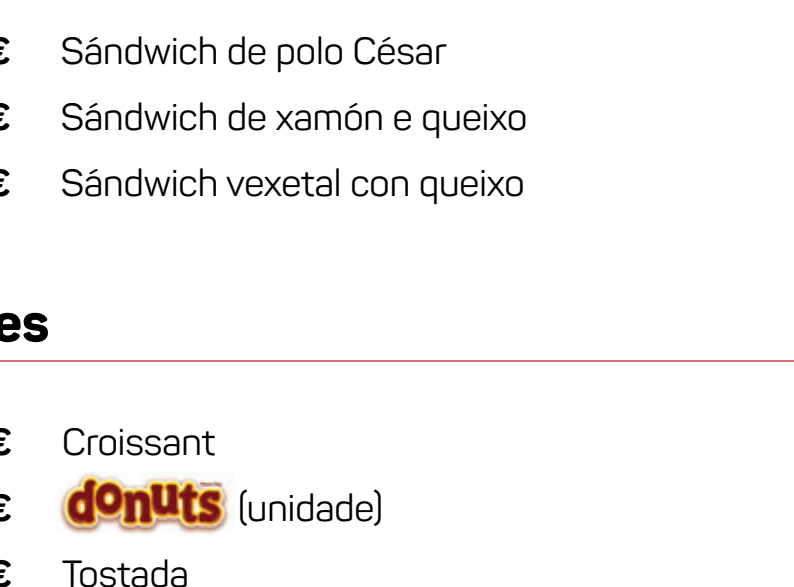 € Sándwich de polo César
€ Sándwich de xamón e queixo
€ Sándwich vexetal con queixo
es
€ Croissant
€ donuts (unidade)
€ Tostada